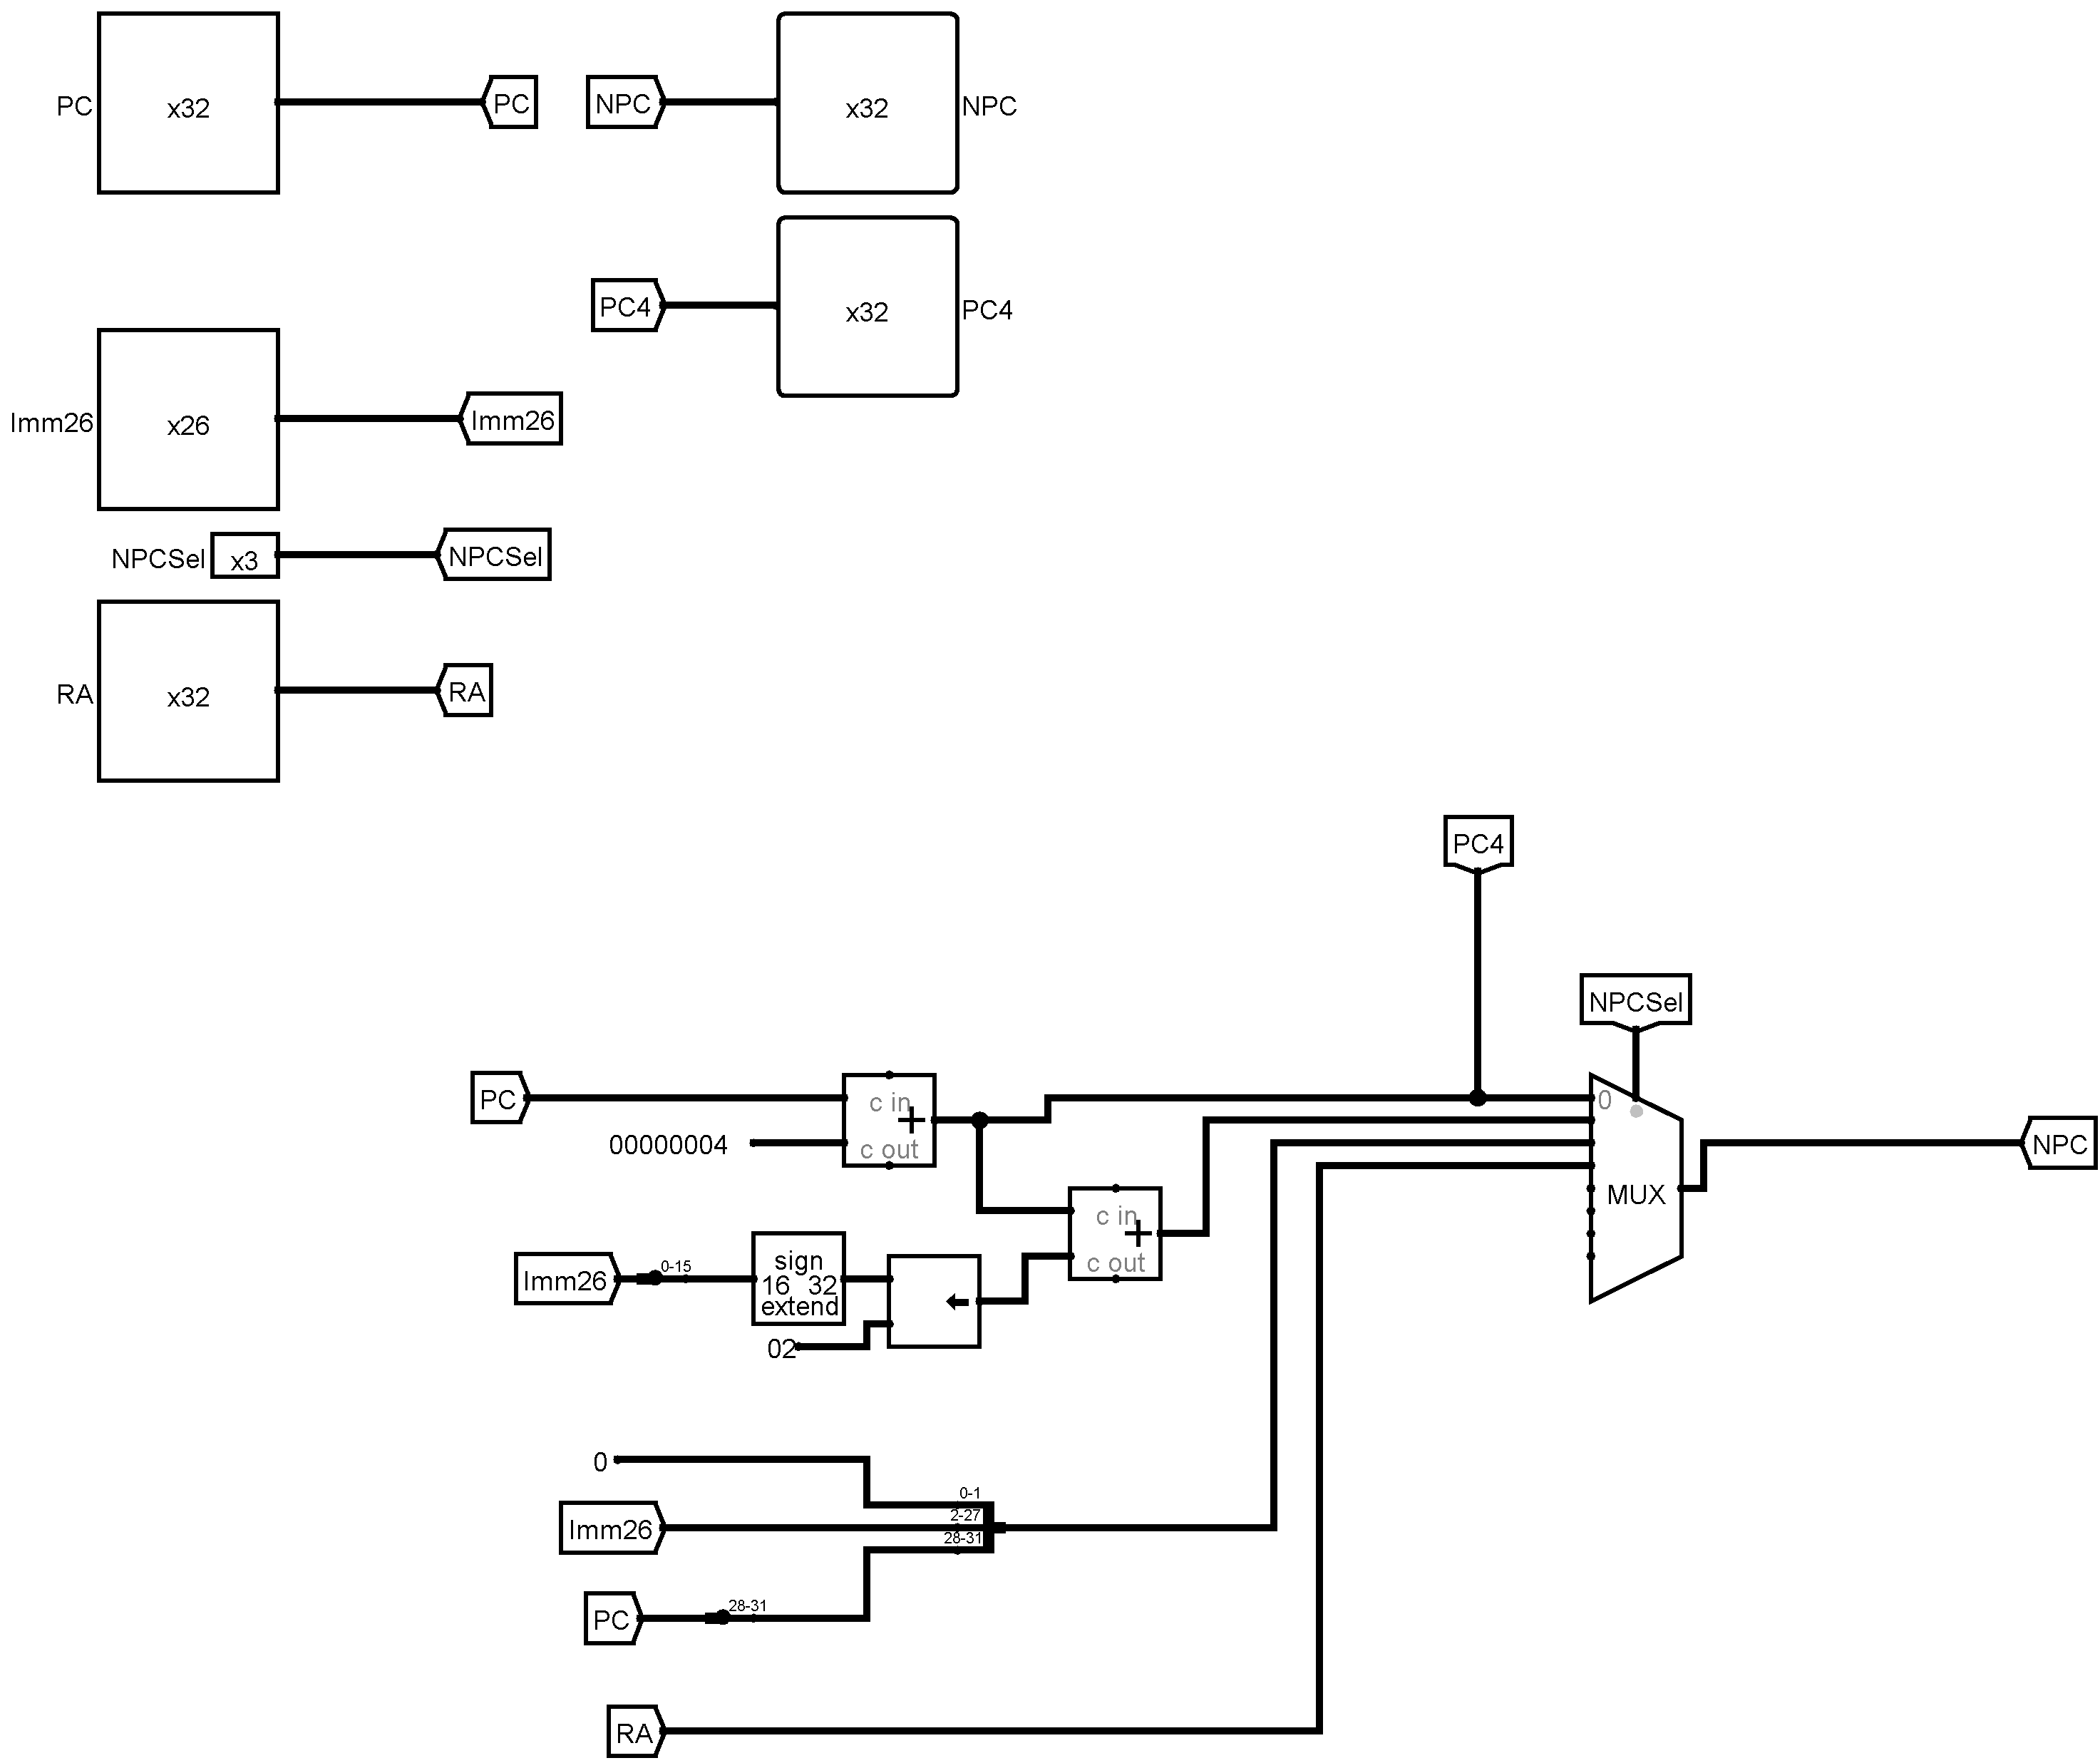 PC
x32
PC
NPC
x32
NPC
PC4
x32
PC4
Imm26
x26
Imm26
NPCSel
x3
NPCSel
RA
x32
RA
PC4
NPCSel
PC
c in
+
c out
00000004
0
MUX
NPC
c in
+
c out
Imm26
0-15
sign
16 32
extend
02
0
0-1
Imm26
2-27
28-31
PC
28-31
RA